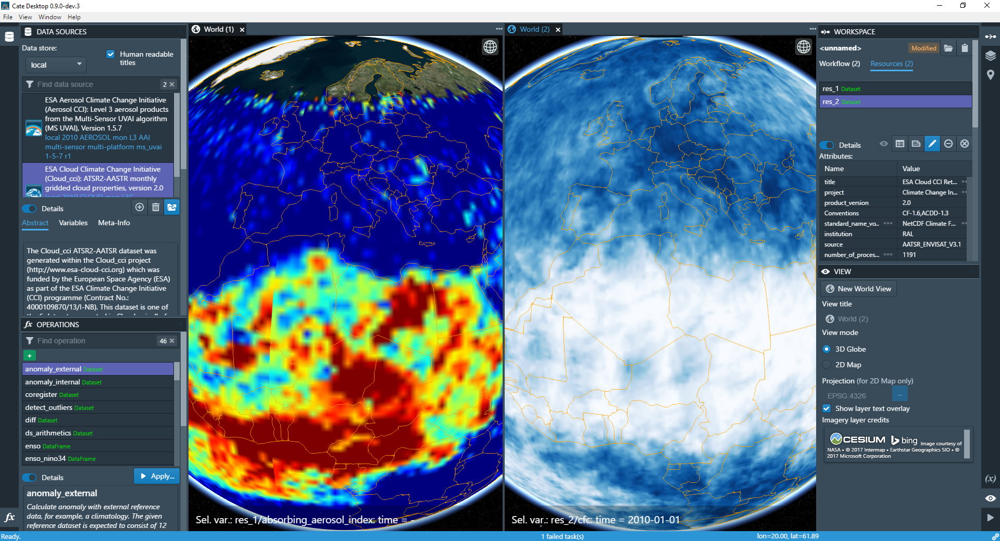 Cate Desktop 0.9.0-dev.3
File View Window Help
DATA SOURCES
Data store:
local
Human readable
titles
Find data source
2
ESA Aerosol Climate Change Initiative
(Aerosol CCI): Level 3 aerosol products
from the Multi-Sensor UVAI algorithm
(MS UVAI), Version 1.5.7
local 2010 AEROSOL mon L3 AAI
multi-sensor multi-platform ms_uvai
1-5-7 r1
ESA Cloud Climate Change Initiative
(Cloud_cci): ATSR2-AASTR monthly
gridded cloud properties, version 2.0
local 2010 CLOUD mon L3C
Details
Abstract Variables Meta-Info
The Cloud_cci ATSR2-AATSR dataset was
generated within the Cloud_cci project
(http://www.esa-cloud-cci.org) which was
funded by the European Space Agency (ESA)
as part of the ESA Climate Change Initiative
(CCI) programme (Contract No.:
4000109870/13/I-NB). This dataset is one of
fx OPERATIONS
Find operation
46
+
anomaly_external Dataset
anomaly_internal Dataset
coregister Dataset
detect_outliers Dataset
diff Dataset
ds_arithmetics Dataset
enso DataFrame
enso_nino34 DataFrame
Details
Apply...
anomaly_external
Calculate anomaly with external reference
data, for example, a climatology. The given
reference dataset is expected to consist of 12
fx
World (1)
Sel. var.: res_1/absorbing_aerosol_index: time = -
World (2)
Sel. var.: res_2/cfc: time = 2010-01-01
WORKSPACE
<unnamed>
Modified
Workflow (2) Resources (2)
res_1 Dataset
res_2 Dataset
Details
Attributes:
Name Value
title ESA Cloud CCI Ret...
project Climate Change In...
product_version 2.0
Conventions CF-1.6,ACDD-1.3
standard_name_vo... NetCDF Climate F...
institution RAL
source AATSR_ENVISAT_V3.1
number_of_proces... 1191
VIEW
New World View
View title
World (2)
View mode
3D Globe
2D Map
Projection (for 2D Map only)
EPSG:4326
...
Show layer text overlay
Imagery layer credits
CESIUM bing Image courtesy of
NASA • © 2017 Intermap • Earthstar Geographics SIO • ©
2017 Microsoft Corporation
(x)
Ready.
1 failed task(s)
lon=20.00, lat=61.89